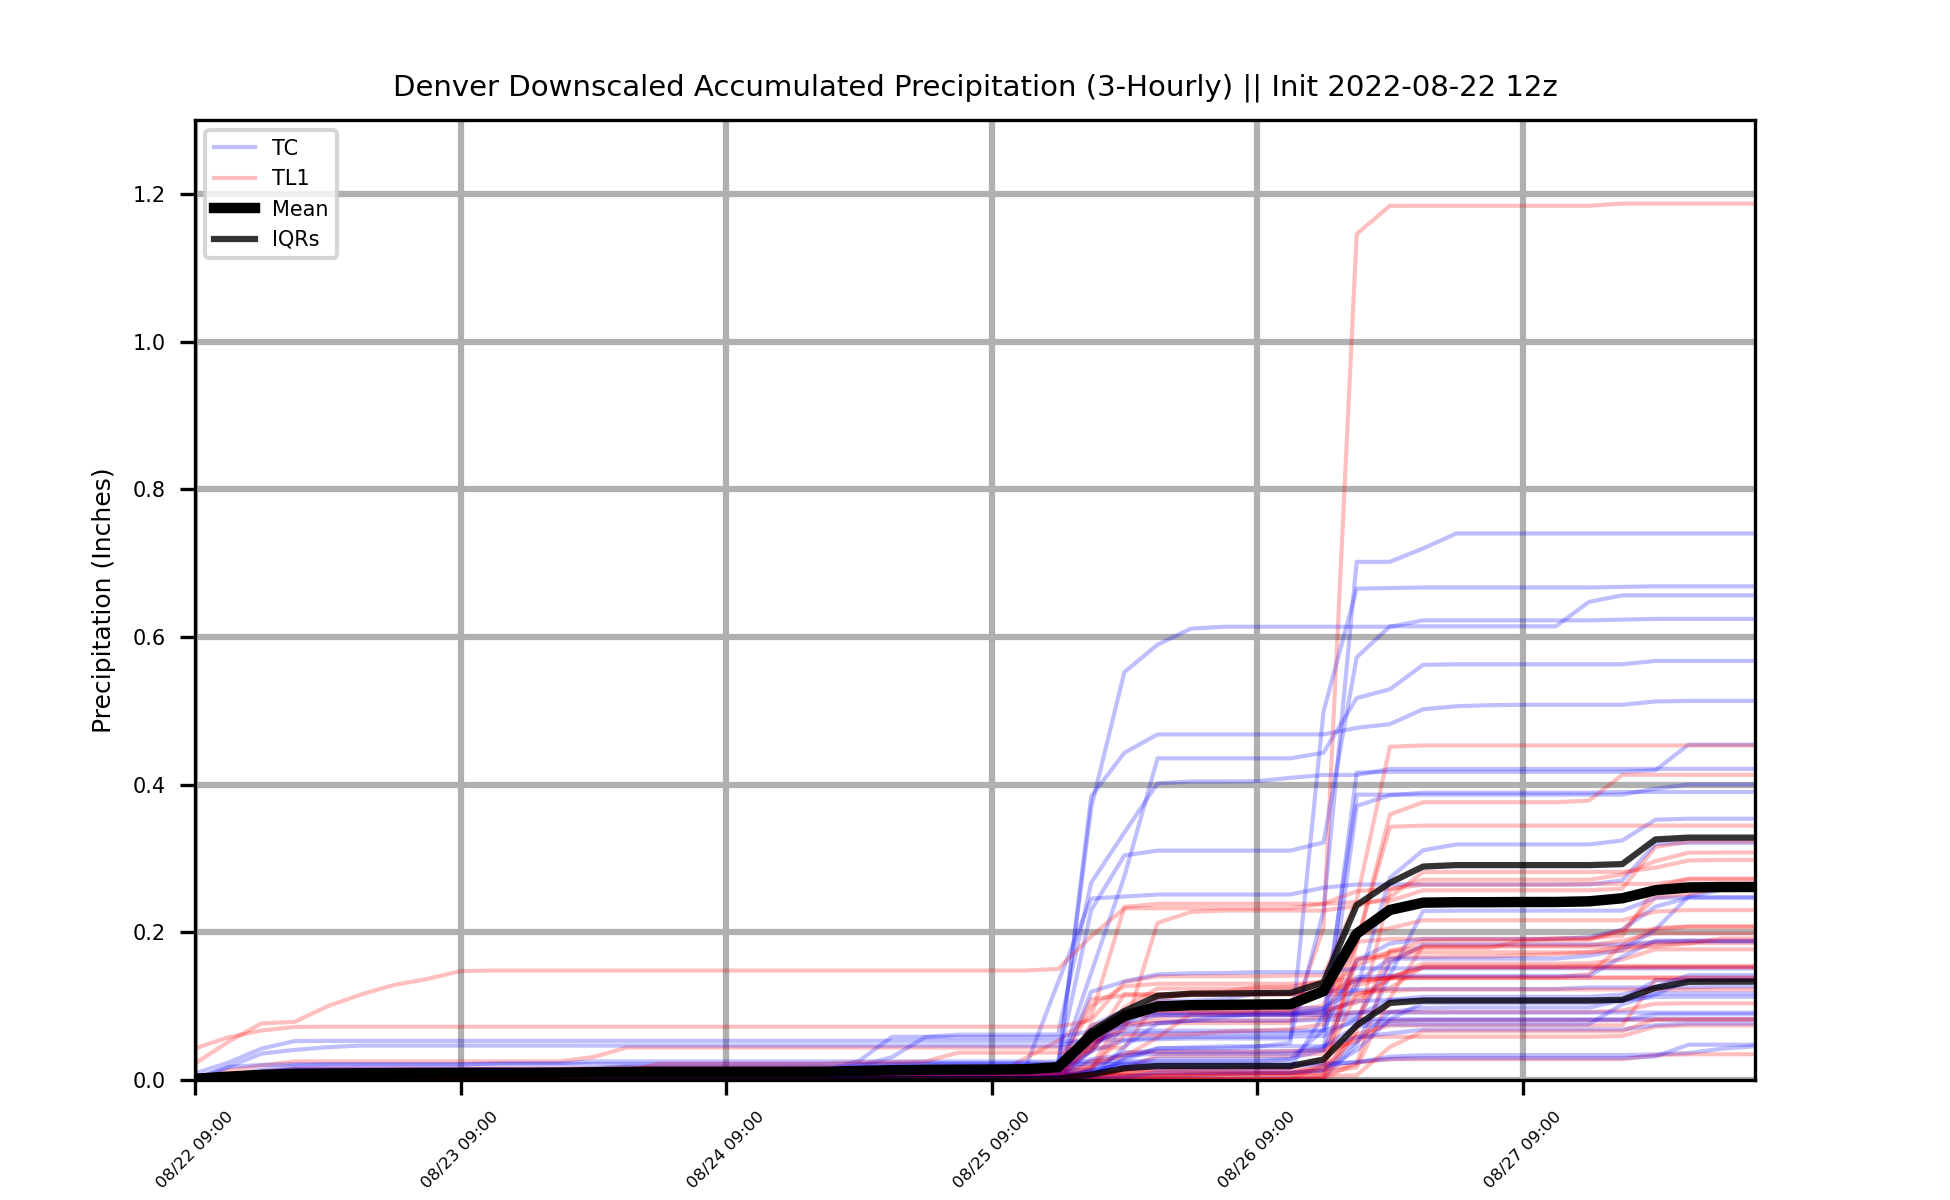 Denver Downscaled Accumulated Precipitation (3-Hourly) || Init 2022-08-22 12z
TC
TL1
Mean
IQRs
Precipitation (Inches)
1.2
1.0
0.8
0.6
0.4
0.2
0.0
08/22 09:00
08/23 09:00
08/24 09:00
08/25 09:00
08/26 09:00
08/27 09:00